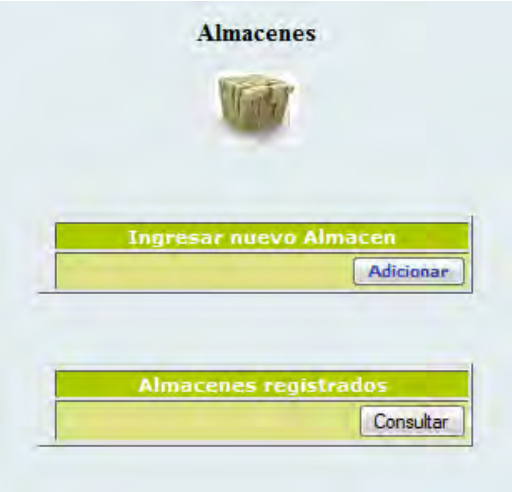 Almacenes
Ingresar nuevo Almacen
Adicionar
Almacenes registrados
Consultar